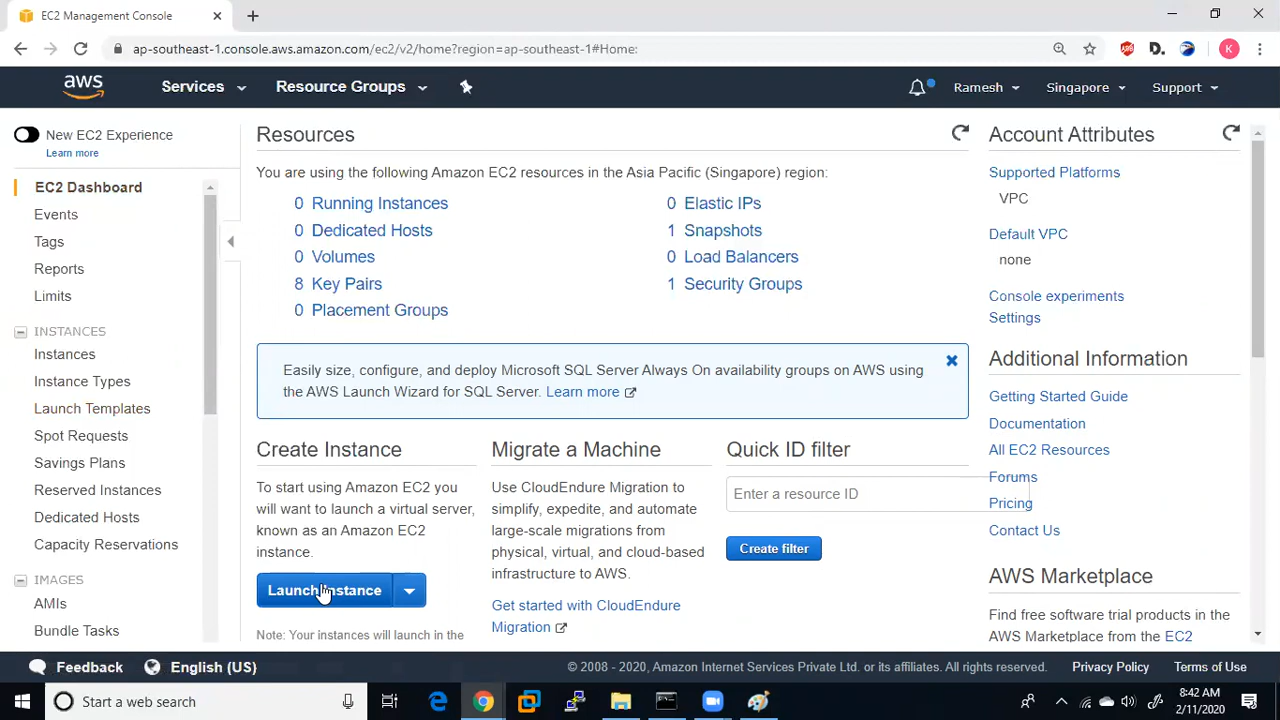 EC2 Management Console
ap-southeast-1.console.aws.amazon.com/ec2/v2/home?region=ap-southeast-1#Home:
K
aws
Services
Resource Groups
Ramesh
Singapore
Support
New EC2 Experience
Learn more
EC2 Dashboard
Events
Tags
Reports
Limits
INSTANCES
Instances
Instance Types
Launch Templates
Spot Requests
Savings Plans
Reserved Instances
Dedicated Hosts
Capacity Reservations
IMAGES
AMIs
Bundle Tasks
Resources
You are using the following Amazon EC2 resources in the Asia Pacific (Singapore) region:
0 Running Instances
0 Elastic IPs
0 Dedicated Hosts
1 Snapshots
0 Volumes
0 Load Balancers
8 Key Pairs
1 Security Groups
0 Placement Groups
Easily size, configure, and deploy Microsoft SQL Server Always On availability groups on AWS using
the AWS Launch Wizard for SQL Server. Learn more
Create Instance
To start using Amazon EC2 you
will want to launch a virtual server,
known as an Amazon EC2
instance.
Launch Instance
Note: Your instances will launch in the
Migrate a Machine
Use CloudEndure Migration to
simplify, expedite, and automate
large-scale migrations from
physical, virtual, and cloud-based
infrastructure to AWS.
Get started with CloudEndure
Migration
Quick ID filter
Enter a resource ID
Create filter
Account Attributes
Supported Platforms
VPC
Default VPC
none
Console experiments
Settings
Additional Information
Getting Started Guide
Documentation
All EC2 Resources
Forums
Pricing
Contact Us
AWS Marketplace
Find free software trial products in the
AWS Marketplace from the EC2
Feedback
English (US)
© 2008 - 2020, Amazon Internet Services Private Ltd. or its affiliates. All rights reserved.
Privacy Policy
Terms of Use
Start a web search
8:42 AM
2/11/2020